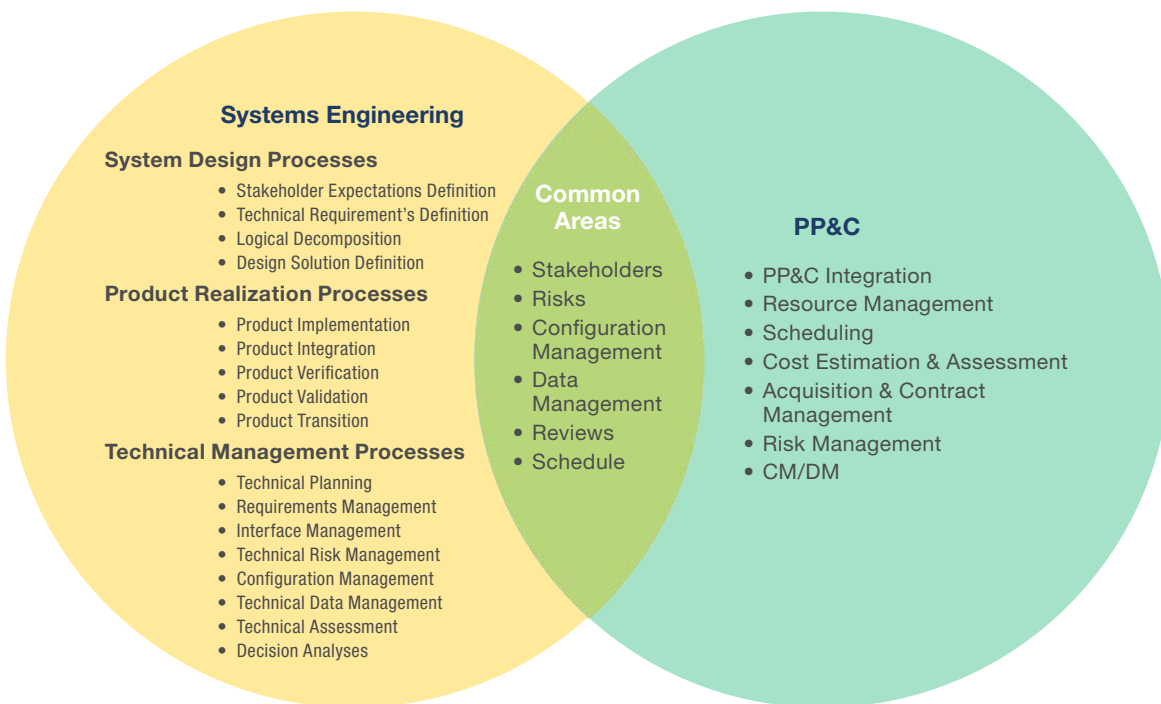 Systems Engineering
System Design Processes
• Stakeholder Expectations Definition
• Technical Requirement’s Definition
• Logical Decomposition
• Design Solution Definition
Product Realization Processes
• Product Implementation
• Product Integration
• Product Verification
• Product Validation
• Product Transition
Technical Management Processes
• Technical Planning
• Requirements Management
• Interface Management
• Technical Risk Management
• Configuration Management
• Technical Data Management
• Technical Assessment
• Decision Analyses
Common
Areas
• Stakeholders
• Risks
• Configuration
Management
• Data
Management
• Reviews
• Schedule
PP&C
• PP&C Integration
• Resource Management
• Scheduling
• Cost Estimation & Assessment
• Acquisition & Contract
Management
• Risk Management
• CM/DM